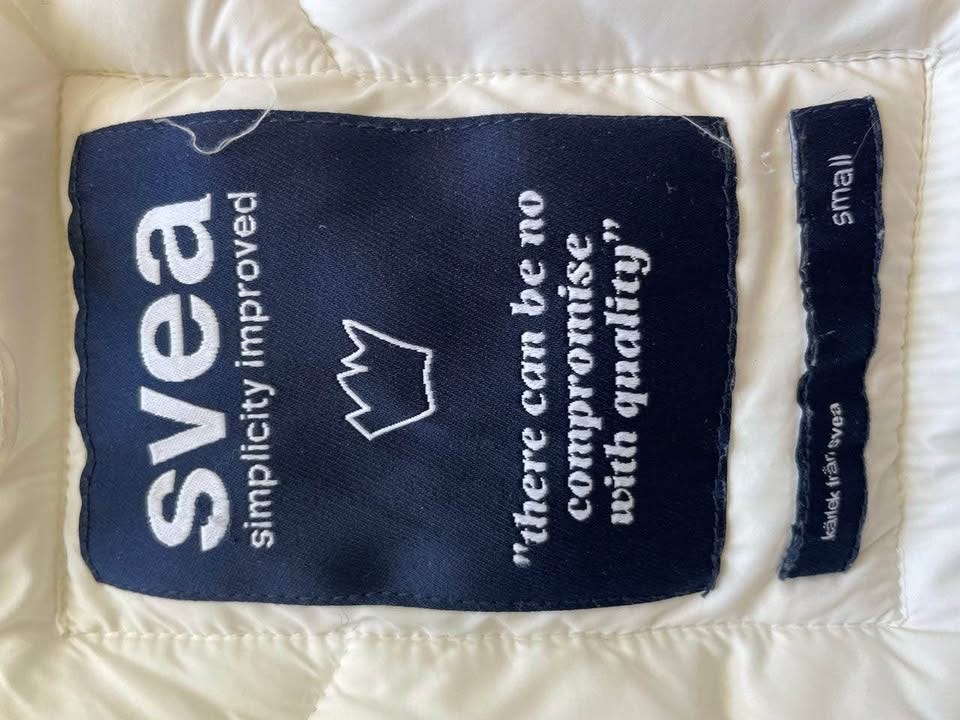 svea
simplicity improved
"there can be no
compromise
with quality"
kärlek från svea
small